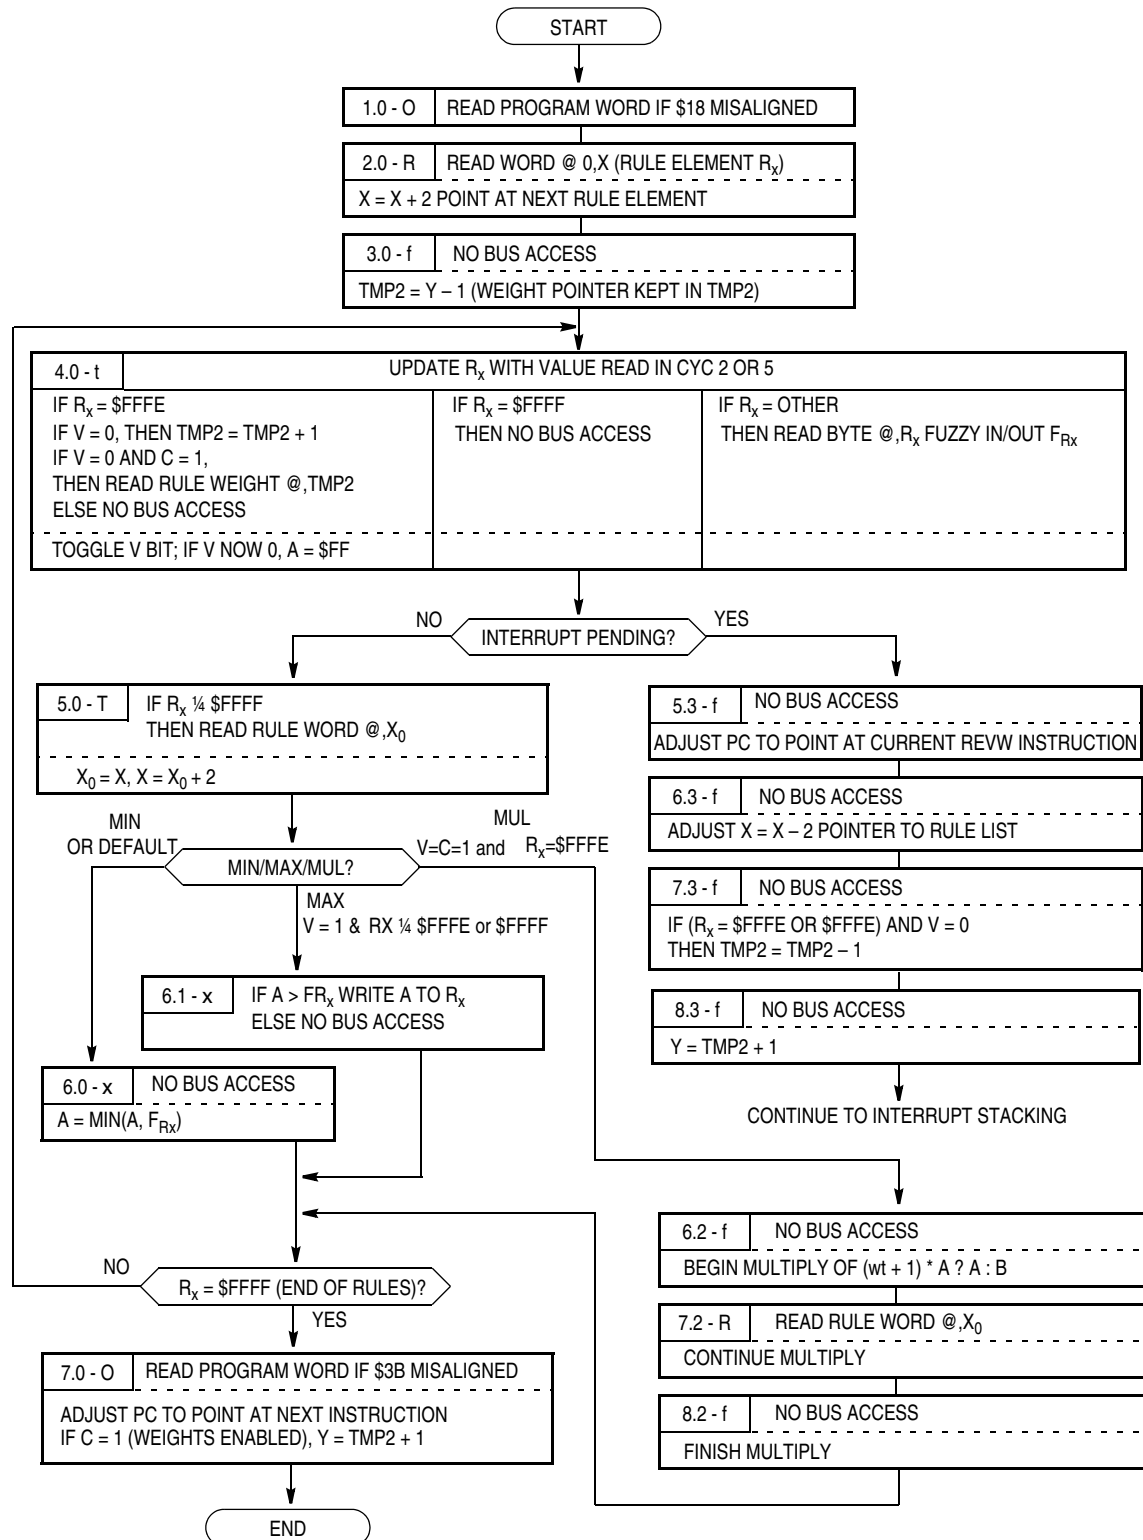 START
1.0 - O READ PROGRAM WORD IF $18 MISALIGNED
2.0 - R READ WORD @ 0,X (RULE ELEMENT Rx)
X = X + 2 POINT AT NEXT RULE ELEMENT
3.0 - f NO BUS ACCESS
TMP2 = Y – 1 (WEIGHT POINTER KEPT IN TMP2)
4.0 - t UPDATE Rx WITH VALUE READ IN CYC 2 OR 5
IF Rx = $FFFE
IF V = 0, THEN TMP2 = TMP2 + 1
IF V = 0 AND C = 1,
THEN READ RULE WEIGHT @,TMP2
ELSE NO BUS ACCESS
TOGGLE V BIT; IF V NOW 0, A = $FF
IF Rx = $FFFF
THEN NO BUS ACCESS
IF Rx = OTHER
THEN READ BYTE @,Rx FUZZY IN/OUT FRx
NO
INTERRUPT PENDING?
YES
5.0 - T IF Rx ¼ $FFFF
THEN READ RULE WORD @,X0
X0 = X, X = X0 + 2
5.3 - f NO BUS ACCESS
ADJUST PC TO POINT AT CURRENT REVW INSTRUCTION
6.3 - f NO BUS ACCESS
ADJUST X = X – 2 POINTER TO RULE LIST
7.3 - f NO BUS ACCESS
IF (Rx = $FFFE OR $FFFE) AND V = 0
THEN TMP2 = TMP2 – 1
8.3 - f NO BUS ACCESS
Y = TMP2 + 1
CONTINUE TO INTERRUPT STACKING
MIN
OR DEFAULT
MIN/MAX/MUL?
MUL
V=C=1 and Rx=$FFFE
MAX
V = 1 & RX ¼ $FFFE or $FFFF
6.1 - x IF A > FRx WRITE A TO Rx
ELSE NO BUS ACCESS
6.0 - x NO BUS ACCESS
A = MIN(A, FRx)
6.2 - f NO BUS ACCESS
BEGIN MULTIPLY OF (wt + 1) * A ? A : B
7.2 - R READ RULE WORD @,X0
CONTINUE MULTIPLY
8.2 - f NO BUS ACCESS
FINISH MULTIPLY
NO
Rx = $FFFF (END OF RULES)?
YES
7.0 - O READ PROGRAM WORD IF $3B MISALIGNED
ADJUST PC TO POINT AT NEXT INSTRUCTION
IF C = 1 (WEIGHTS ENABLED), Y = TMP2 + 1
END